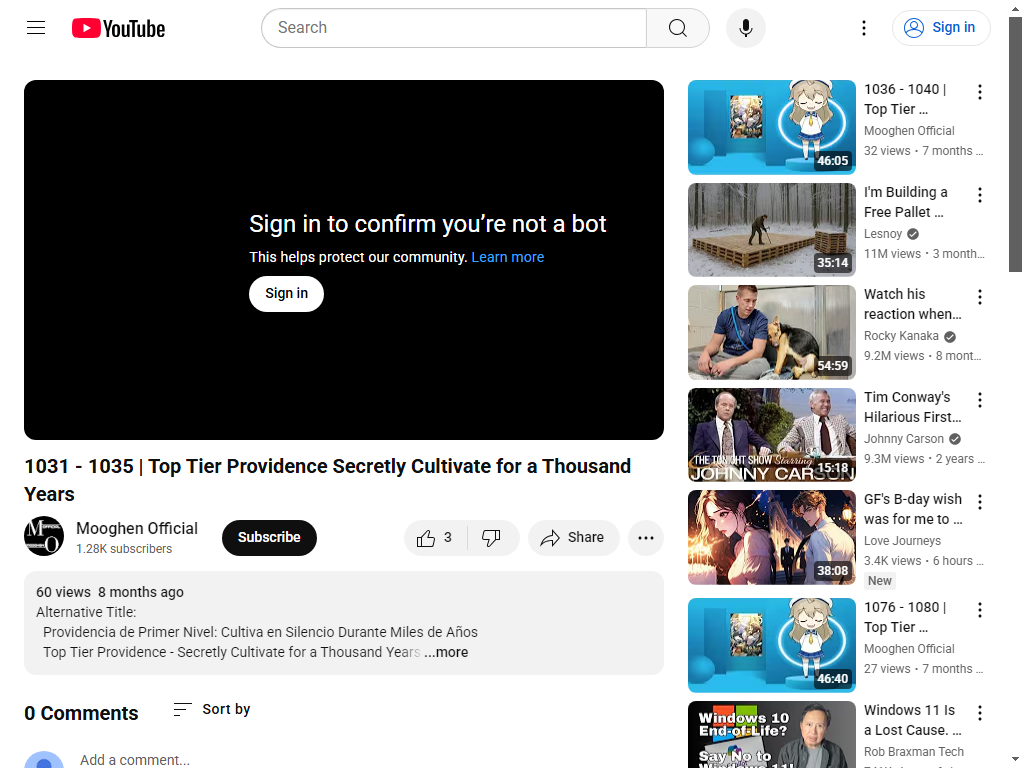 YouTube
Search
Sign in
Sign in to confirm you’re not a bot
This helps protect our community. Learn more
Sign in
1031 - 1035 | Top Tier Providence Secretly Cultivate for a Thousand
Years
Mooghen Official
1.28K subscribers
Subscribe
3
Share
60 views 8 months ago
Alternative Title:
Providencia de Primer Nivel: Cultiva en Silencio Durante Miles de Años
Top Tier Providence - Secretly Cultivate for a Thousand Years ...more
0 Comments
Sort by
Add a comment...
46:05
1036 - 1040 |
Top Tier …
Mooghen Official
32 views • 7 months …
35:14
I'm Building a
Free Pallet …
Lesnoy
11M views • 3 month…
54:59
Watch his
reaction when…
Rocky Kanaka
9.2M views • 8 mont…
THE TONIGHT SHOW Starring
JOHNNY CARSON
15:18
Tim Conway's
Hilarious First…
Johnny Carson
9.3M views • 2 years …
38:08
GF's B-day wish
was for me to …
Love Journeys
3.4K views • 6 hours …
New
46:40
1076 - 1080 |
Top Tier …
Mooghen Official
27 views • 7 months …
Windows 10
End-of-Life?
Say No to
Windows 11!
Windows 11 Is
a Lost Cause. …
Rob Braxman Tech